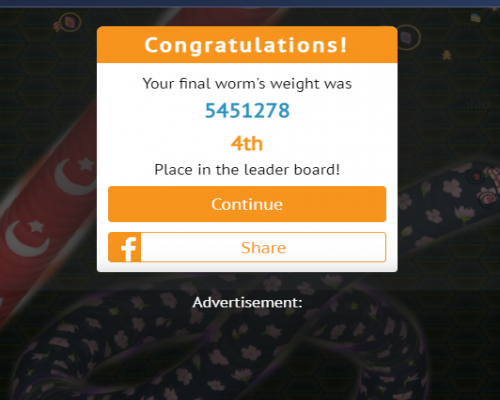 Congratulations!
Your final worm's weight was
5451278
4th
Place in the leader board!
Continue
Share
Advertisement: